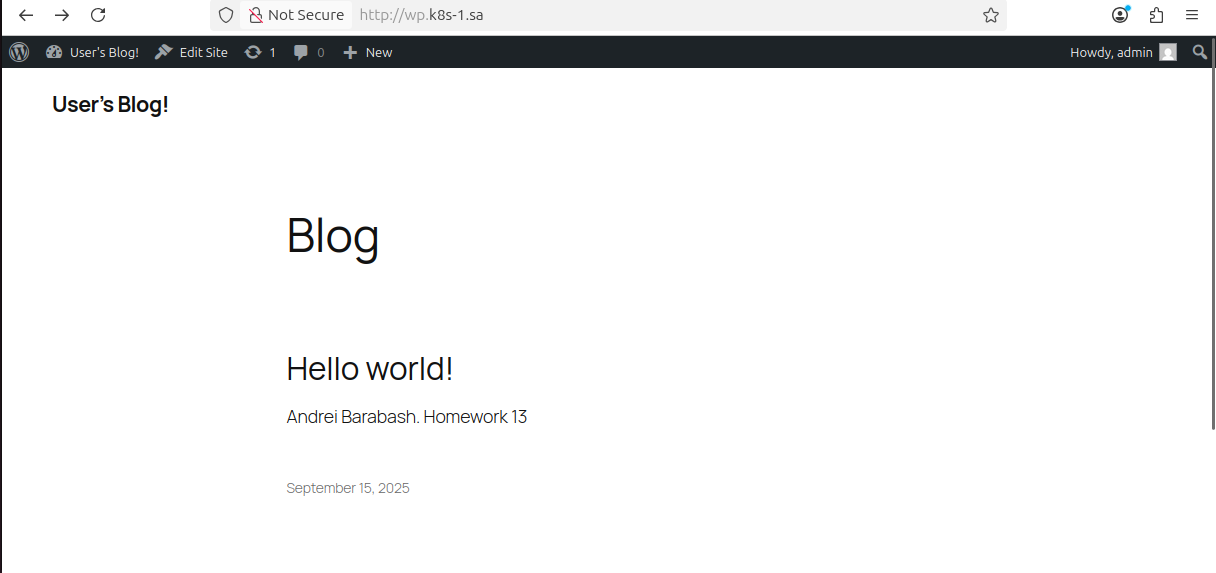 Not Secure http://wp.k8s-1.sa
User's Blog! Edit Site 1 0 New Howdy, admin
User’s Blog!
Blog
Hello world!
Andrei Barabash. Homework 13
September 15, 2025